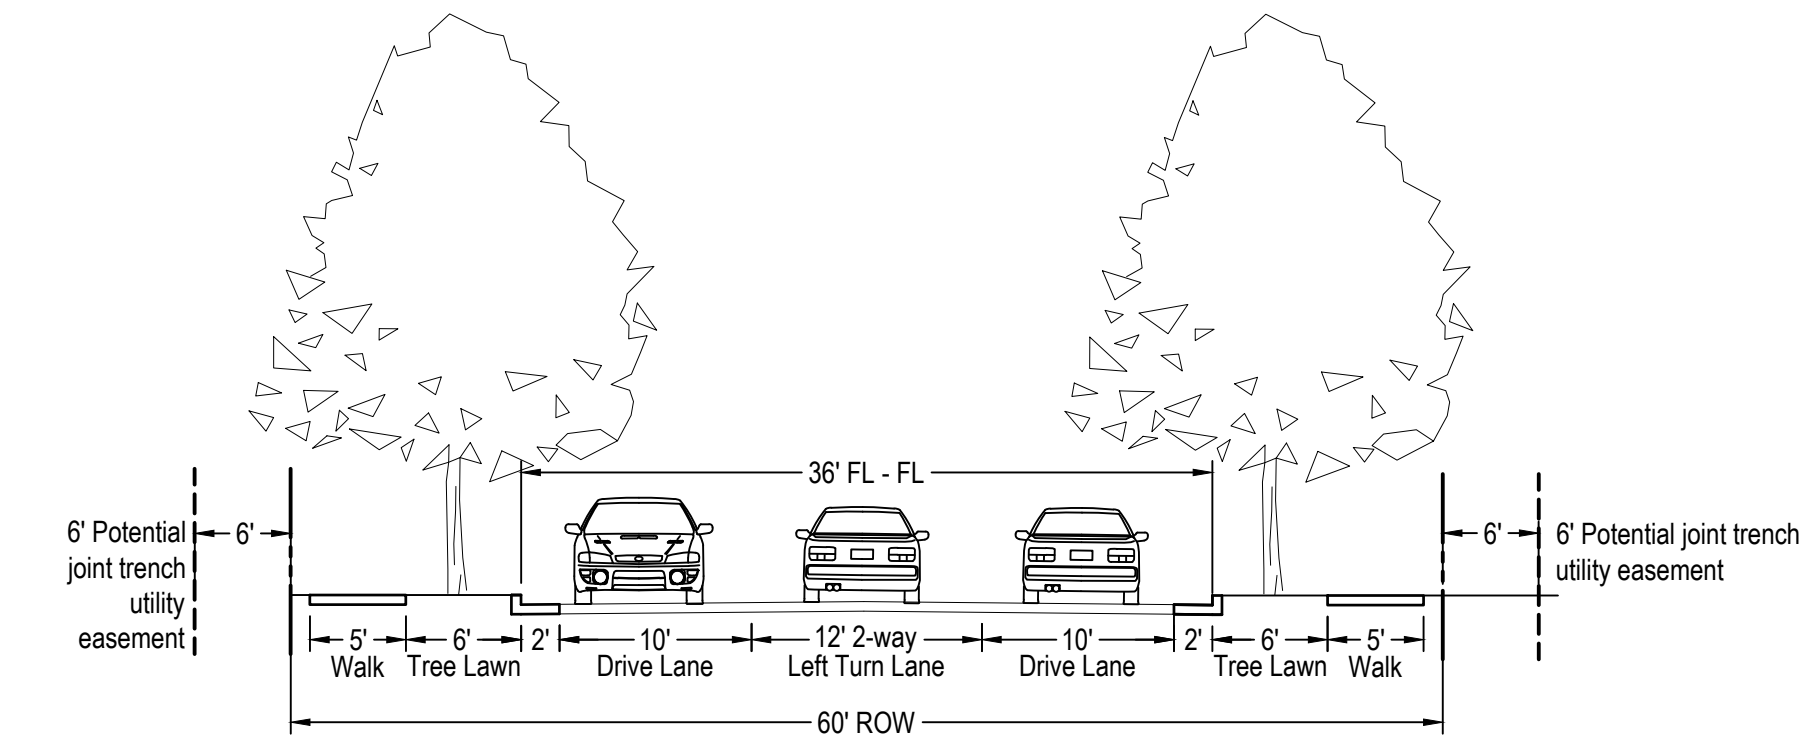 36' FL - FL
6' Potential
joint trench
utility
easement
6'
6'
6' Potential joint trench
utility easement
5'
Walk
6'
Tree Lawn
2'
10'
Drive Lane
12' 2-way
Left Turn Lane
10'
Drive Lane
2'
6'
Tree Lawn
5'
Walk
60' ROW